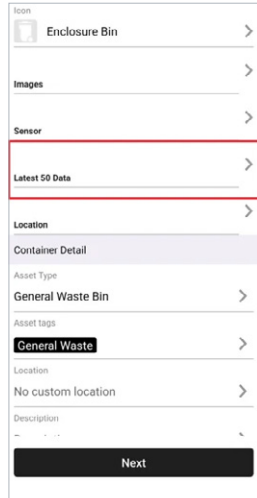 Icon
Enclosure Bin
Images
Sensor
Latest 50 Data
Location
Container Detail
Asset Type
General Waste Bin
Asset tags
General Waste
Location
No custom location
Description
Next